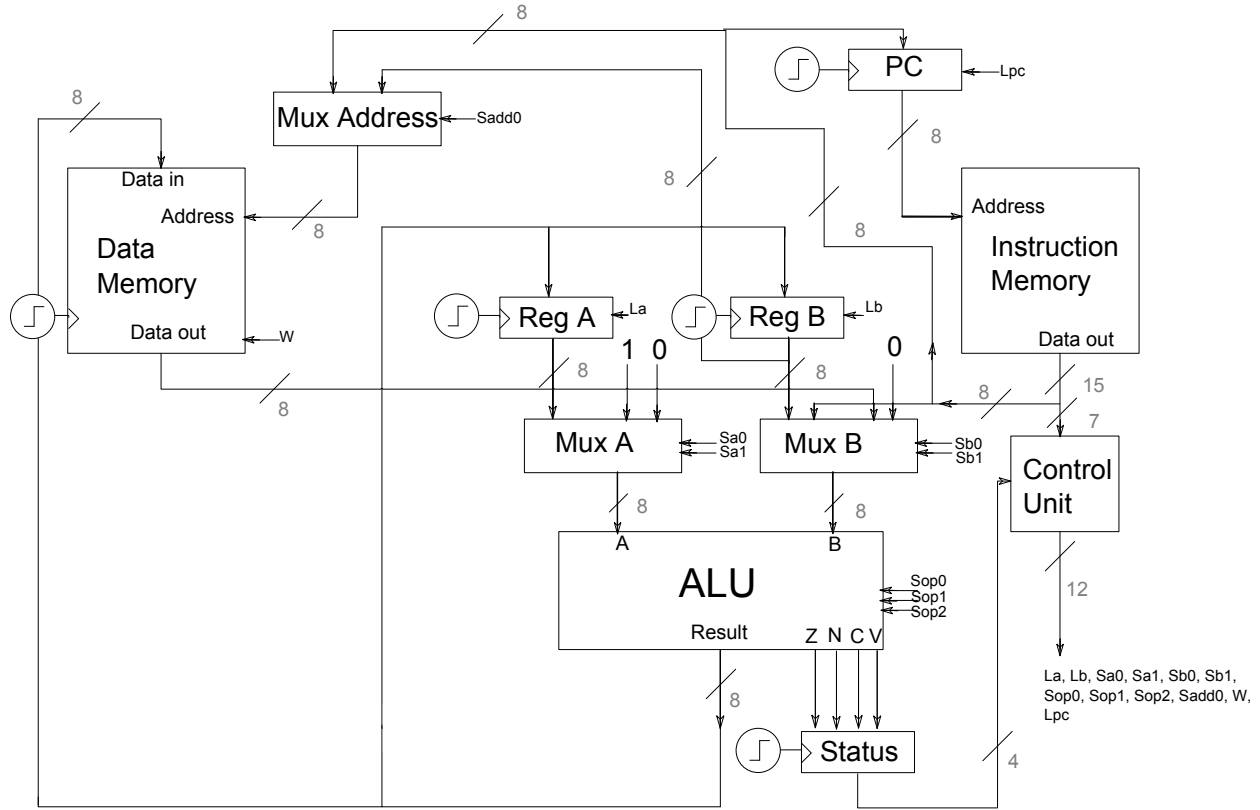 8
PC
Lpc
8
Mux Address
Sadd0
8
8
8
8
Data in
Address
Data
Memory
Data out
W
8
Address
Instruction
Memory
Data out
Reg A
La
Reg B
Lb
1
0
0
8
8
8
8
15
7
Mux A
Sa0
Sa1
Mux B
Sb0
Sb1
Control
Unit
8
8
A
B
ALU
Sop0
Sop1
Sop2
Result
Z N C V
12
8
La, Lb, Sa0, Sa1, Sb0, Sb1,
Sop0, Sop1, Sop2, Sadd0, W,
Lpc
Status
4